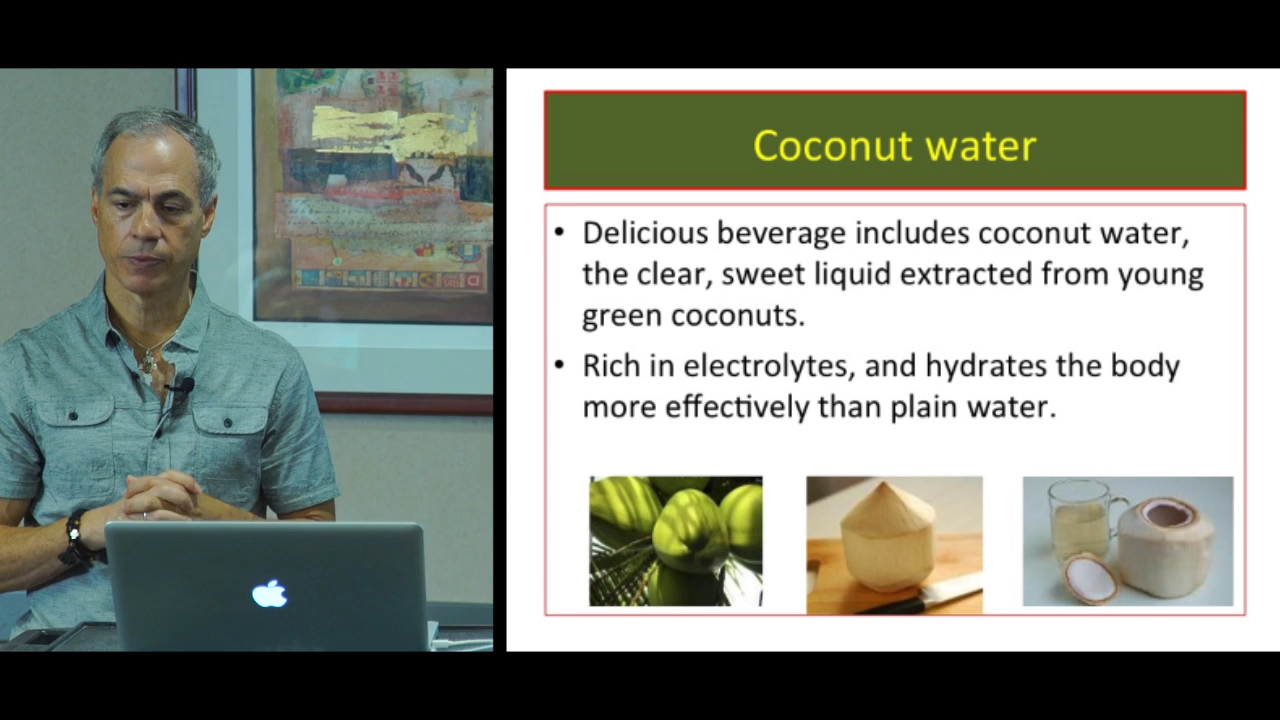 Coconut water
• Delicious beverage includes coconut water,
the clear, sweet liquid extracted from young
green coconuts.
• Rich in electrolytes, and hydrates the body
more effectively than plain water.